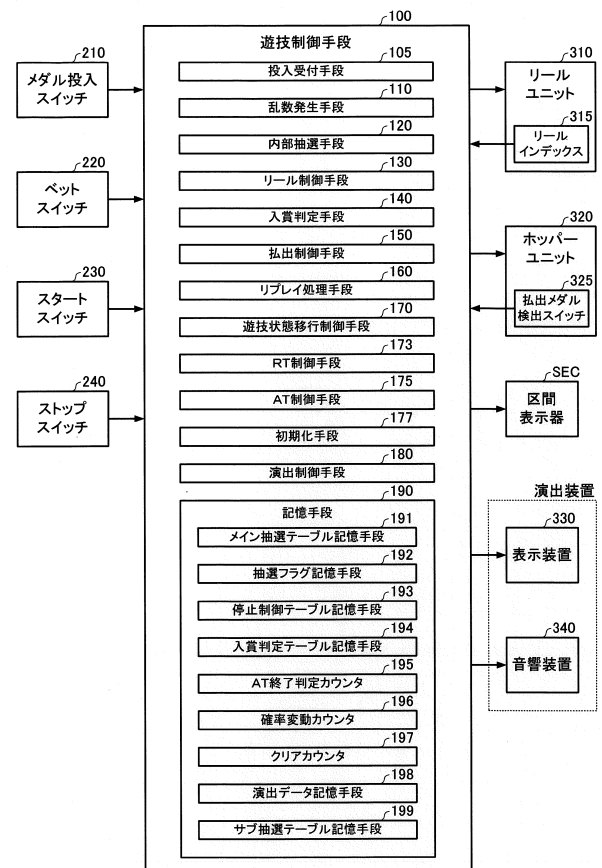 100
遊技制御手段
105
投入受付手段
110
乱数発生手段
120
内部抽選手段
130
リール制御手段
140
入賞判定手段
150
払出制御手段
160
リプレイ処理手段
170
遊技状態移行制御手段
173
RT制御手段
175
AT制御手段
177
初期化手段
180
演出制御手段
190
記憶手段
191
メイン抽選テーブル記憶手段
192
抽選フラグ記憶手段
193
停止制御テーブル記憶手段
194
入賞判定テーブル記憶手段
195
AT終了判定カウンタ
196
確率変動カウンタ
197
クリアカウンタ
198
演出データ記憶手段
199
サブ抽選テーブル記憶手段
210
メダル投入
スイッチ
220
ベット
スイッチ
230
スタート
スイッチ
240
ストップ
スイッチ
310
リール
ユニット
315
リール
インデックス
320
ホッパー
ユニット
325
払出メダル
検出スイッチ
SEC
区間
表示器
演出装置
330
表示装置
340
音響装置